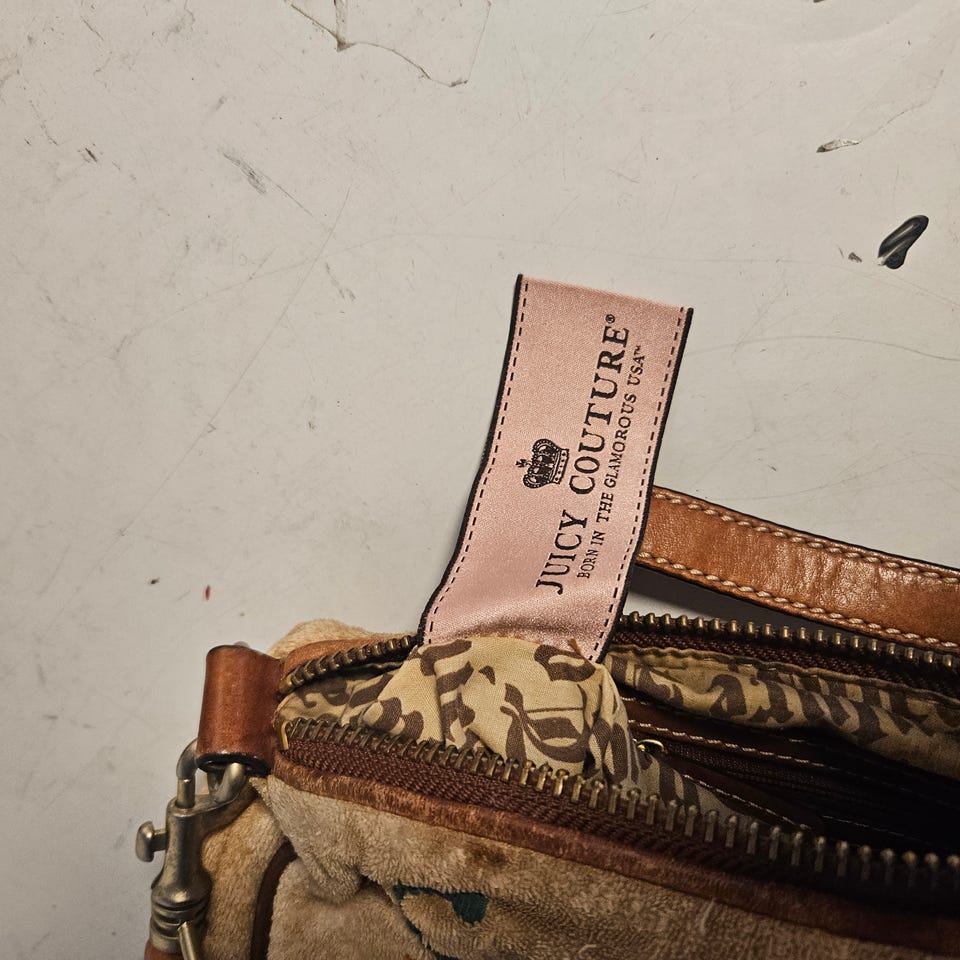 JUICY COUTURE®
BORN IN THE GLAMOROUS USA™